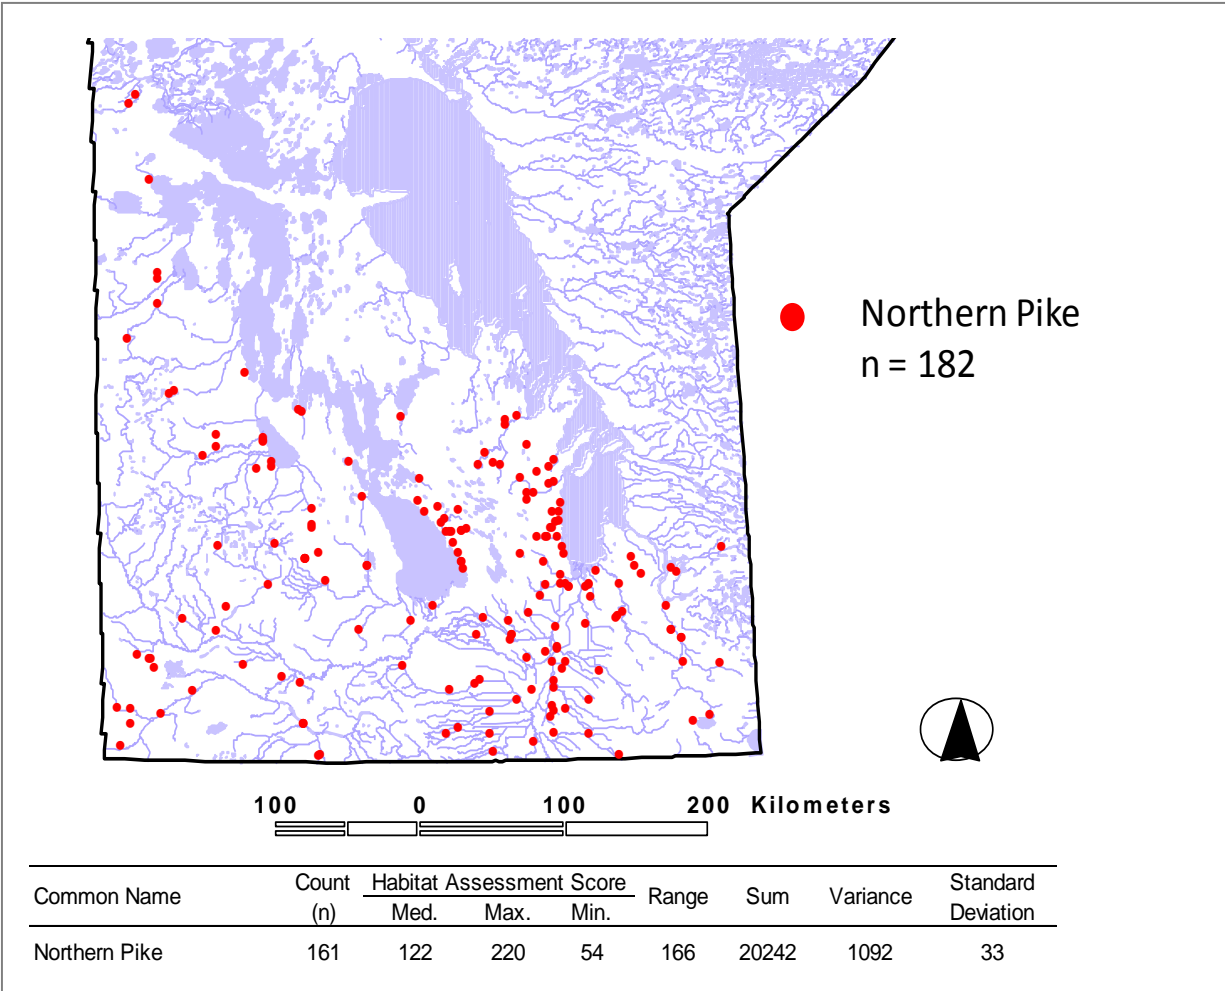 Northern Pike
n = 182
100 0 100 200 Kilometers
Common Name Count (n) Habitat Assessment Score Med. Max. Min. Range Sum Variance Standard Deviation
Northern Pike 161 122 220 54 166 20242 1092 33